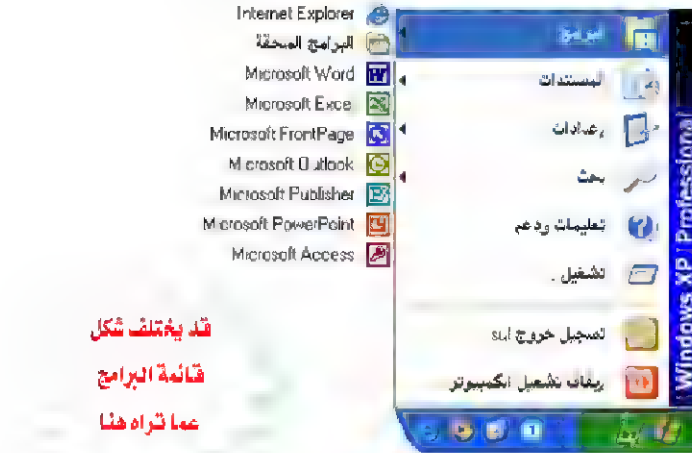 البرامج
المستندات
إعدادات
بحث
تعليمات ودعم
تشغيل .
تسجيل خروج sul
إيقاف تشغيل الكمبيوتر
Windows XP Professional
Internet Explorer
البرامج الملحقة
Microsoft Word
Microsoft Excel
Microsoft FrontPage
Microsoft Outlook
Microsoft Publisher
Microsoft PowerPoint
Microsoft Access
قد يختلف شكل
قائمة البرامج
عما تراه هنا